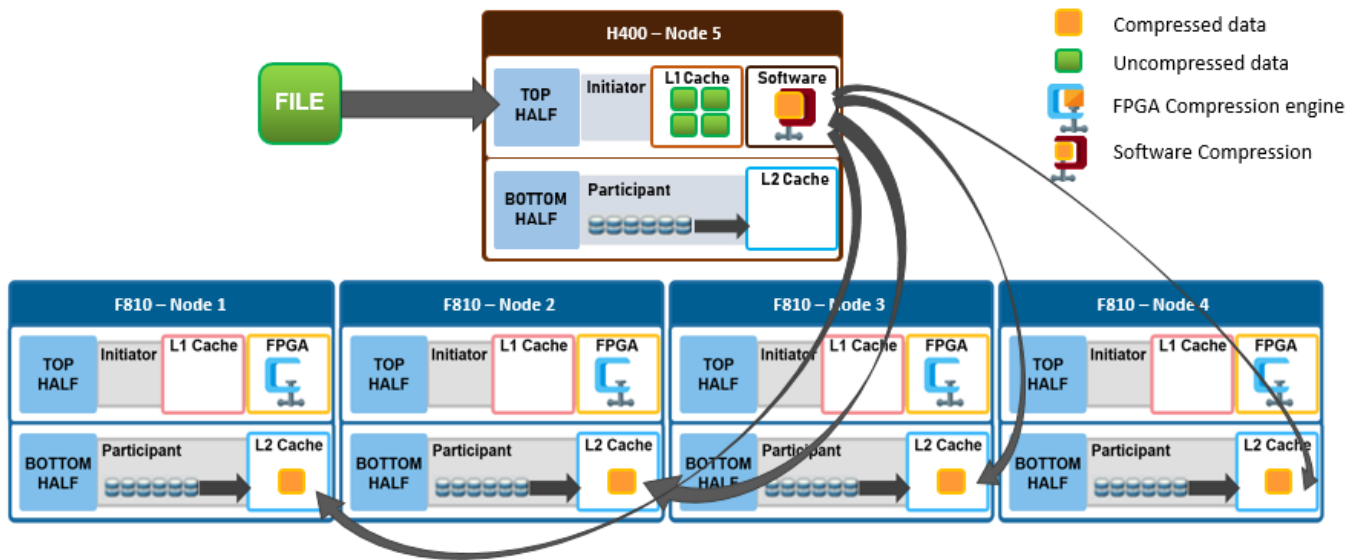 H400 – Node 5
FILE
TOP
HALF
Initiator
L1 Cache
Software
BOTTOM
HALF
Participant
L2 Cache
Compressed data
Uncompressed data
FPGA Compression engine
Software Compression
F810 – Node 1
TOP
HALF
Initiator
L1 Cache
FPGA
BOTTOM
HALF
Participant
L2 Cache
F810 – Node 2
TOP
HALF
Initiator
L1 Cache
FPGA
BOTTOM
HALF
Participant
L2 Cache
F810 – Node 3
TOP
HALF
Initiator
L1 Cache
FPGA
BOTTOM
HALF
Participant
L2 Cache
F810 – Node 4
TOP
HALF
Initiator
L1 Cache
FPGA
BOTTOM
HALF
Participant
L2 Cache